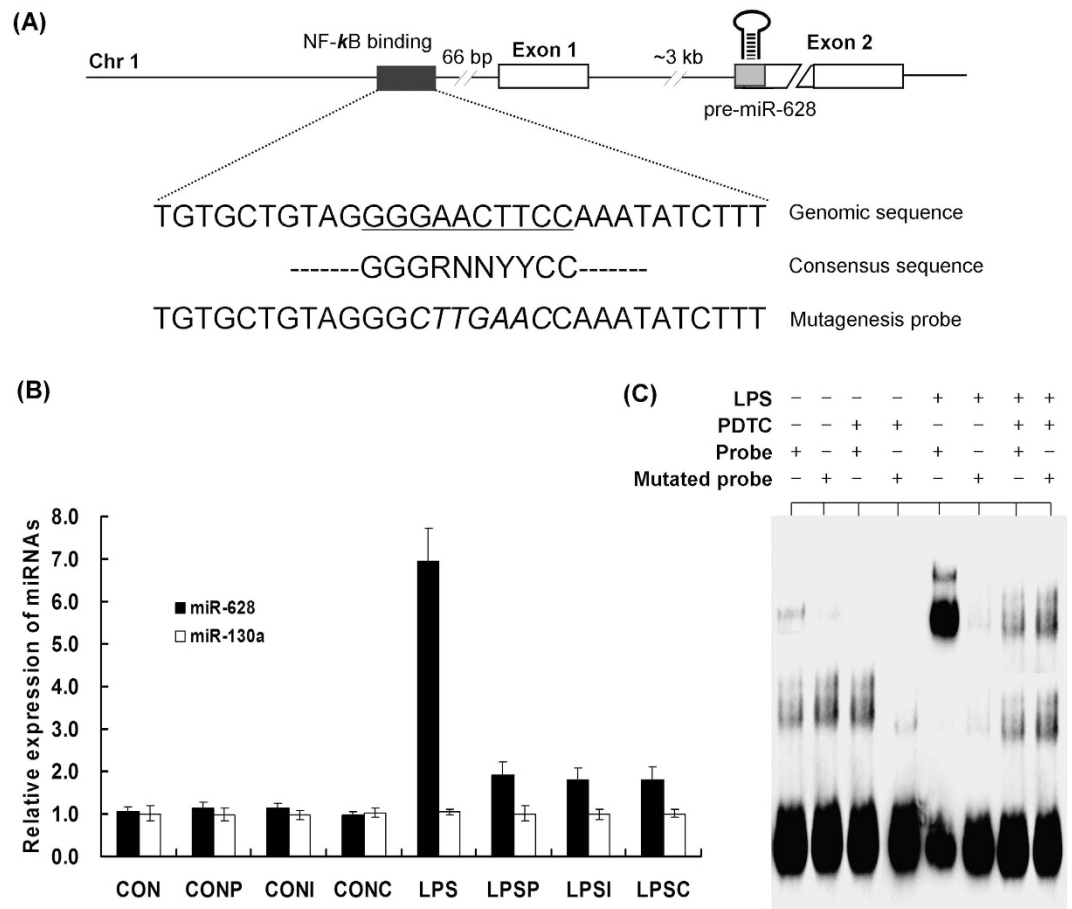 (A)
Chr 1
NF-kB binding
66 bp
Exon 1
~3 kb
Exon 2
pre-miR-628
TGTGCTGTAGGGGAACTTCCAAATATCTTT Genomic sequence
-------GGGRNNYYCC------- Consensus sequence
TGTGCTGTAGGGCTTGAACCAAATATCTTT Mutagenesis probe
(B)
Relative expression of miRNAs
8.0
7.0
6.0
5.0
4.0
3.0
2.0
1.0
0.0
miR-628
miR-130a
CON CONP CONI CONC LPS LPSP LPSI LPSC
(C)
LPS – – – – + + + +
PDTC – – + + – – + +
Probe + – + – + – + –
Mutated probe – + – + – + – +